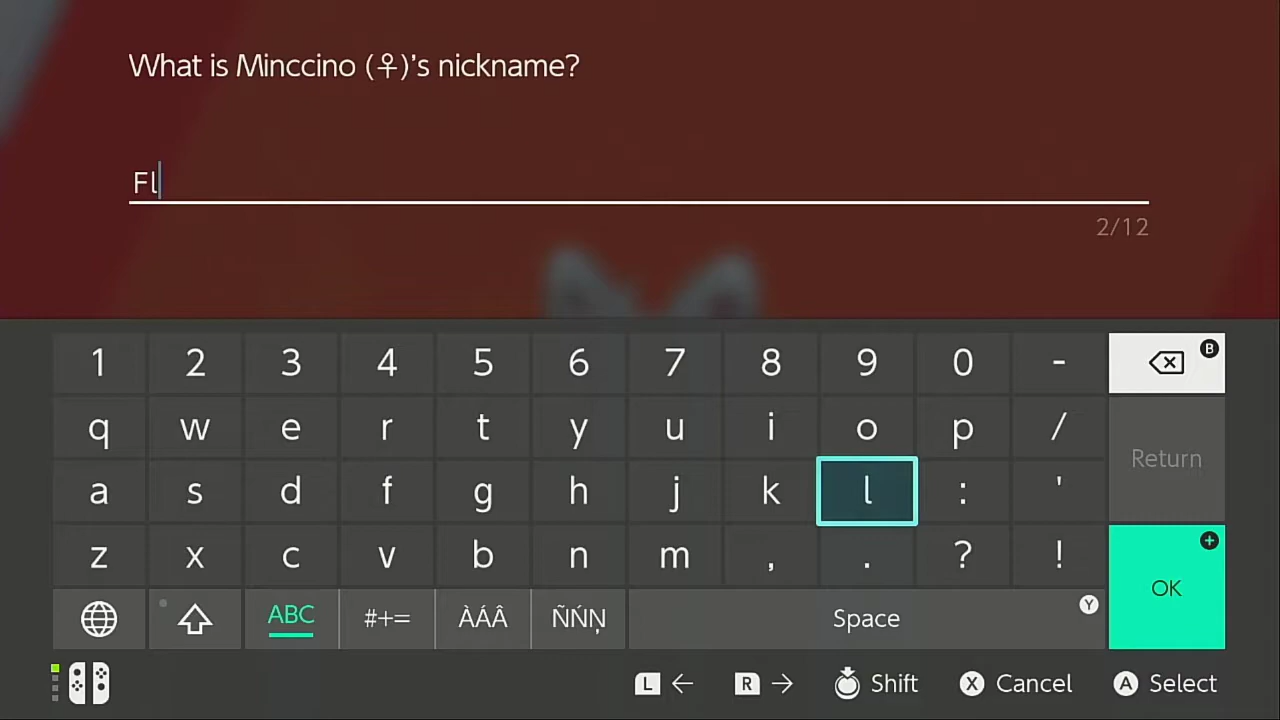 What is Minccino (♀)'s nickname?
Fl
2/12
1 2 3 4 5 6 7 8 9 0 - B
q w e r t y u i o p / Return
a s d f g h j k l : '
z x c v b n m , . ? ! + OK
ABC #+= ÀÁÂ ÑŃŅ Space Y
L ← R → Shift X Cancel A Select